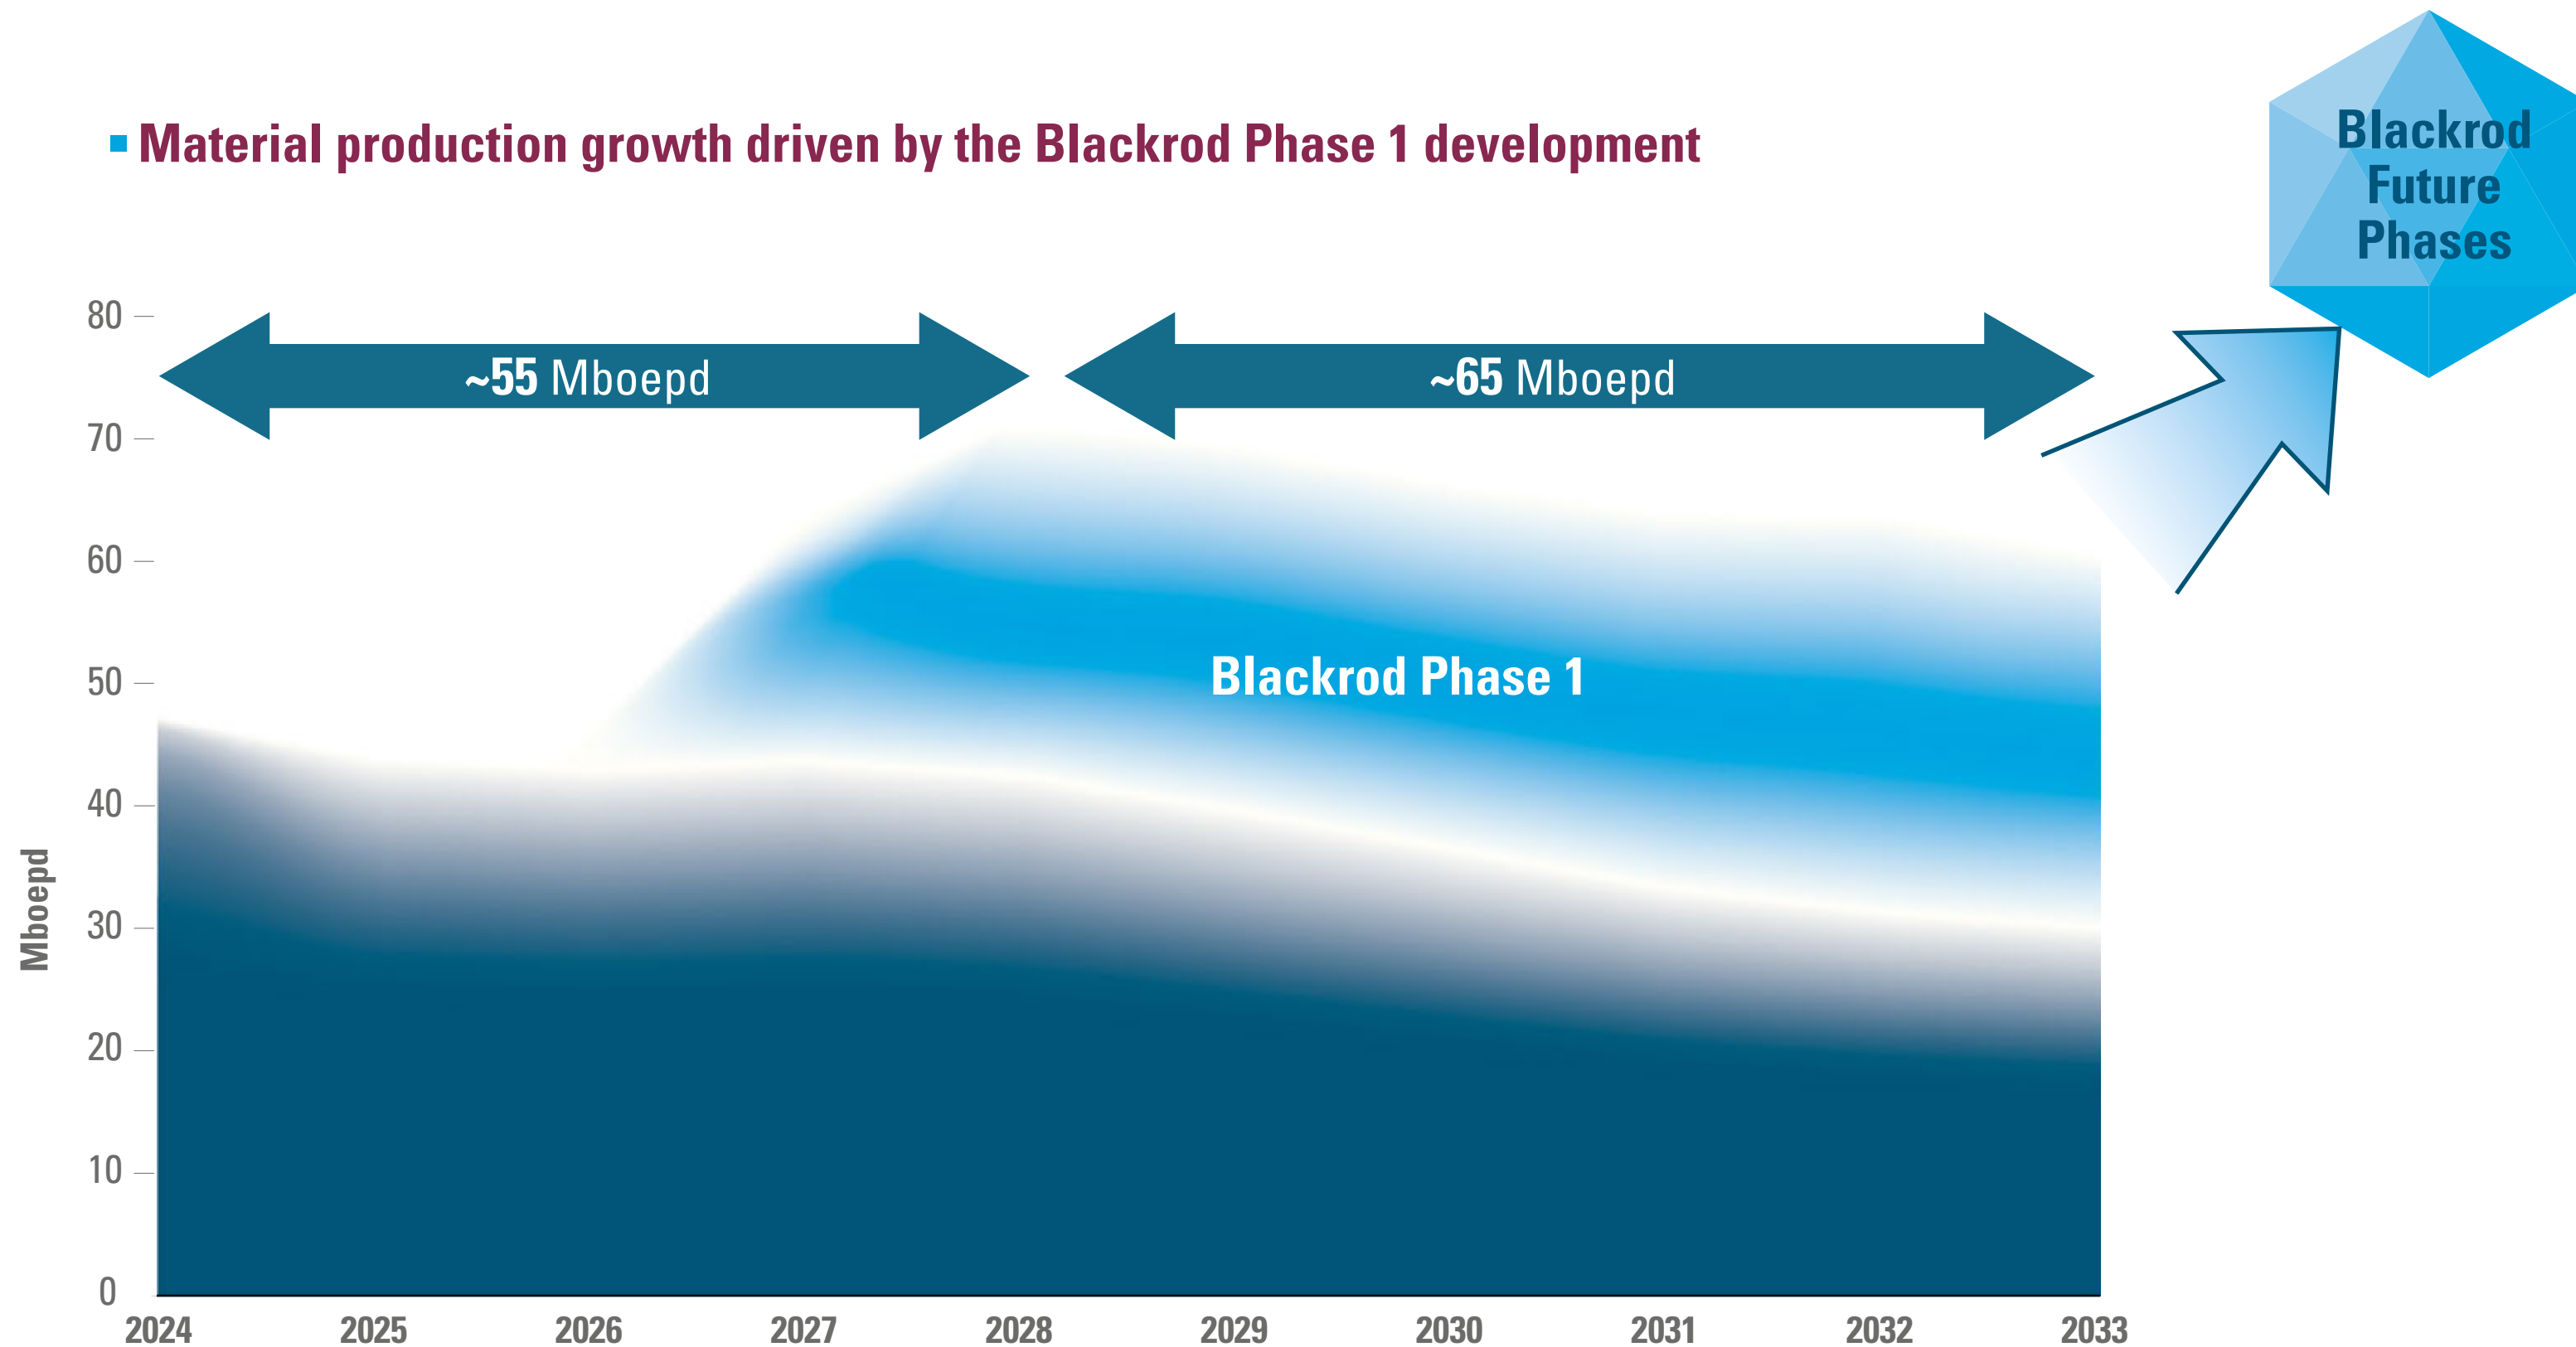 Material production growth driven by the Blackrod Phase 1 development
Blackrod
Future
Phases
80
70
60
50
40
30
20
10
0
Mboepd
~55 Mboepd
~65 Mboepd
Blackrod Phase 1
2024
2025
2026
2027
2028
2029
2030
2031
2032
2033